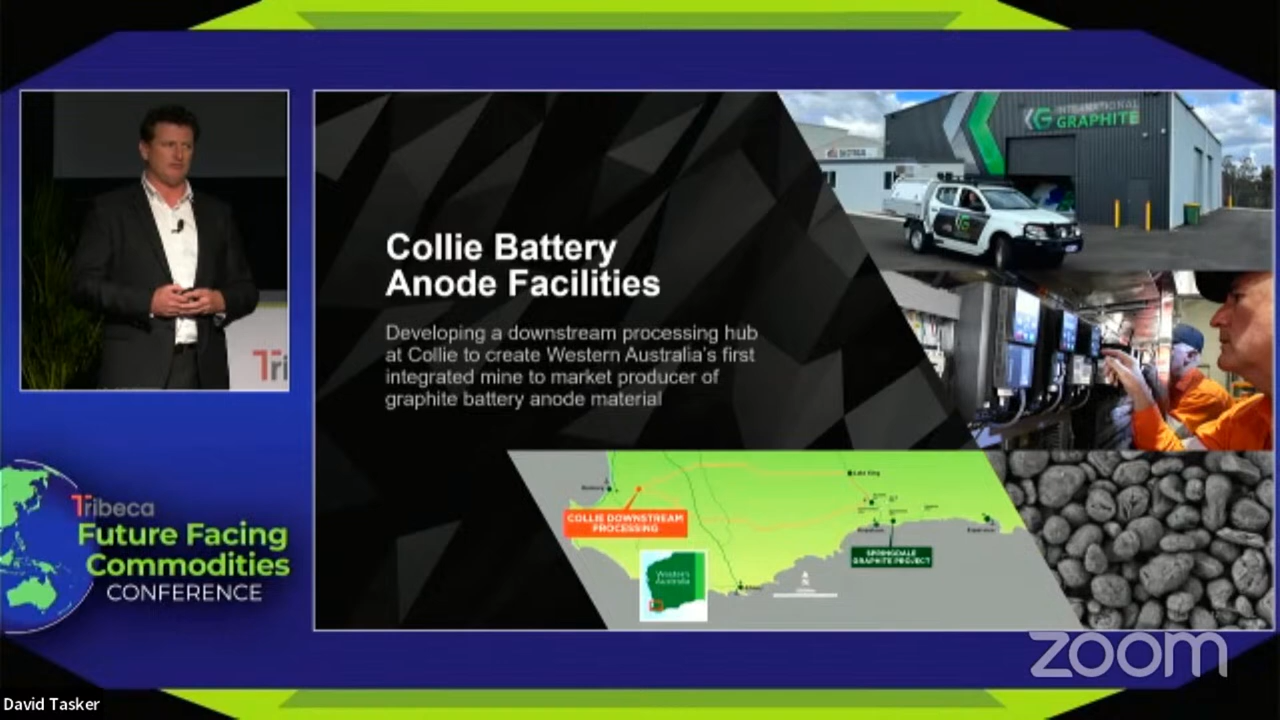 INTERNATIONAL
GRAPHITE
Collie Battery
Anode Facilities
Developing a downstream processing hub
at Collie to create Western Australia's first
integrated mine to market producer of
graphite battery anode material
Tri
COLLIE DOWNSTREAM
PROCESSING
SPRINGDALE
GRAPHITE PROJECT
Western
Australia
Lake King
Tribeca
Future Facing
Commodities
CONFERENCE
zoom
David Tasker